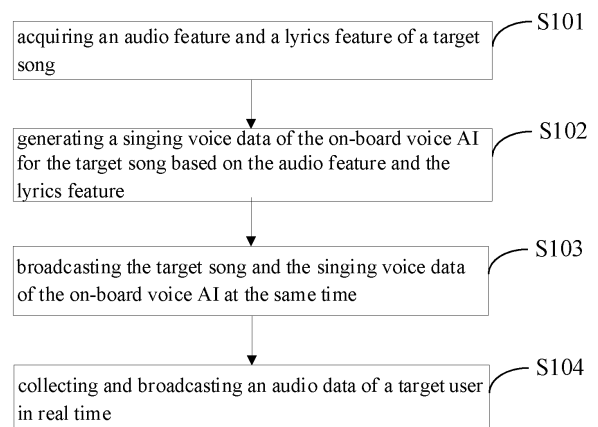 S101
acquiring an audio feature and a lyrics feature of a target
song
S102
generating a singing voice data of the on-board voice AI
for the target song based on the audio feature and the
lyrics feature
S103
broadcasting the target song and the singing voice data
of the on-board voice AI at the same time
S104
collecting and broadcasting an audio data of a target user
in real time